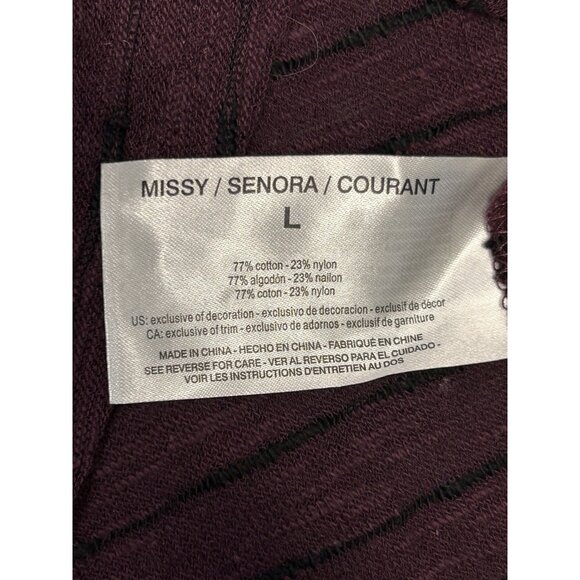 MISSY / SENORA / COURANT
L
77% cotton - 23% nylon
77% algodón - 23% nailon
77% coton - 23% nylon
US: exclusive of decoration - exclusivo de decoracion - exclusif de décor
CA: exclusive of trim - exclusivo de adornos - exclusif de garniture
MADE IN CHINA - HECHO EN CHINA - FABRIQUÉ EN CHINE
SEE REVERSE FOR CARE - VER AL REVERSO PARA EL CUIDADO -
VOIR LES INSTRUCTIONS D'ENTRETIEN AU DOS